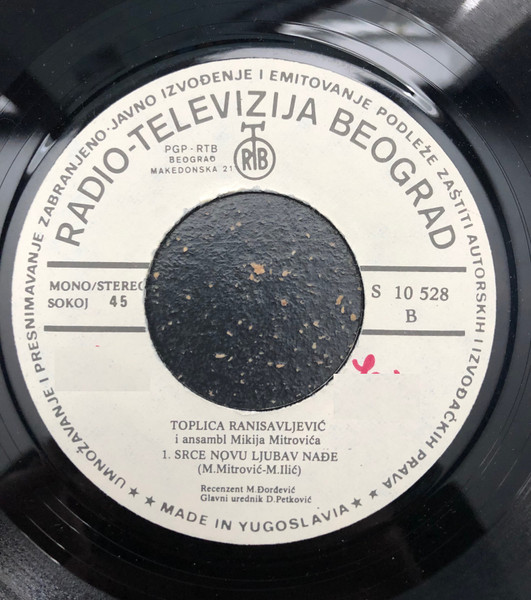 UMNOŽAVANJE I PRESNIMAVANJE ZABRANJENO·JAVNO IZVOĐENJE I EMITOVANJE PODLEŽE ZAŠTITI AUTORSKIH I IZVOĐAČKIH PRAVA
RADIO-TELEVIZIJA BEOGRAD
PGP-RTB
BEOGRAD
MAKEDONSKA 21
RTB
MONO/STEREO
SOKOJ 45
S 10 528
B
TOPLICA RANISAVLJEVIĆ
i ansambl Mikija Mitrovića
1. SRCE NOVU LJUBAV NAĐE
(M.Mitrović-M.Ilić)
Recenzent M.Đorđević
Glavni urednik D.Petković
★ ★ MADE IN YUGOSLAVIA ★ ★